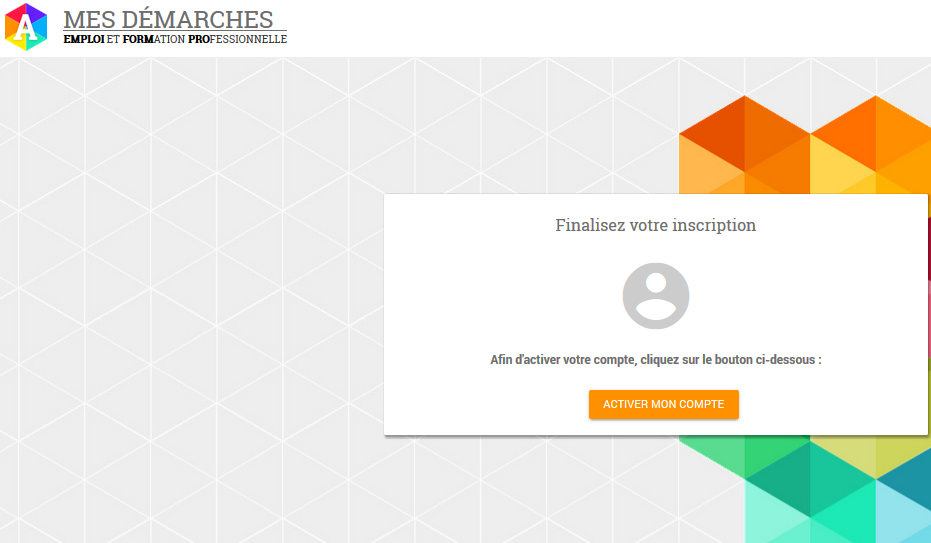 A
MES DÉMARCHES
EMPLOI ET FORMATION PROFESSIONNELLE
Finalisez votre inscription
Afin d'activer votre compte, cliquez sur le bouton ci-dessous :
ACTIVER MON COMPTE